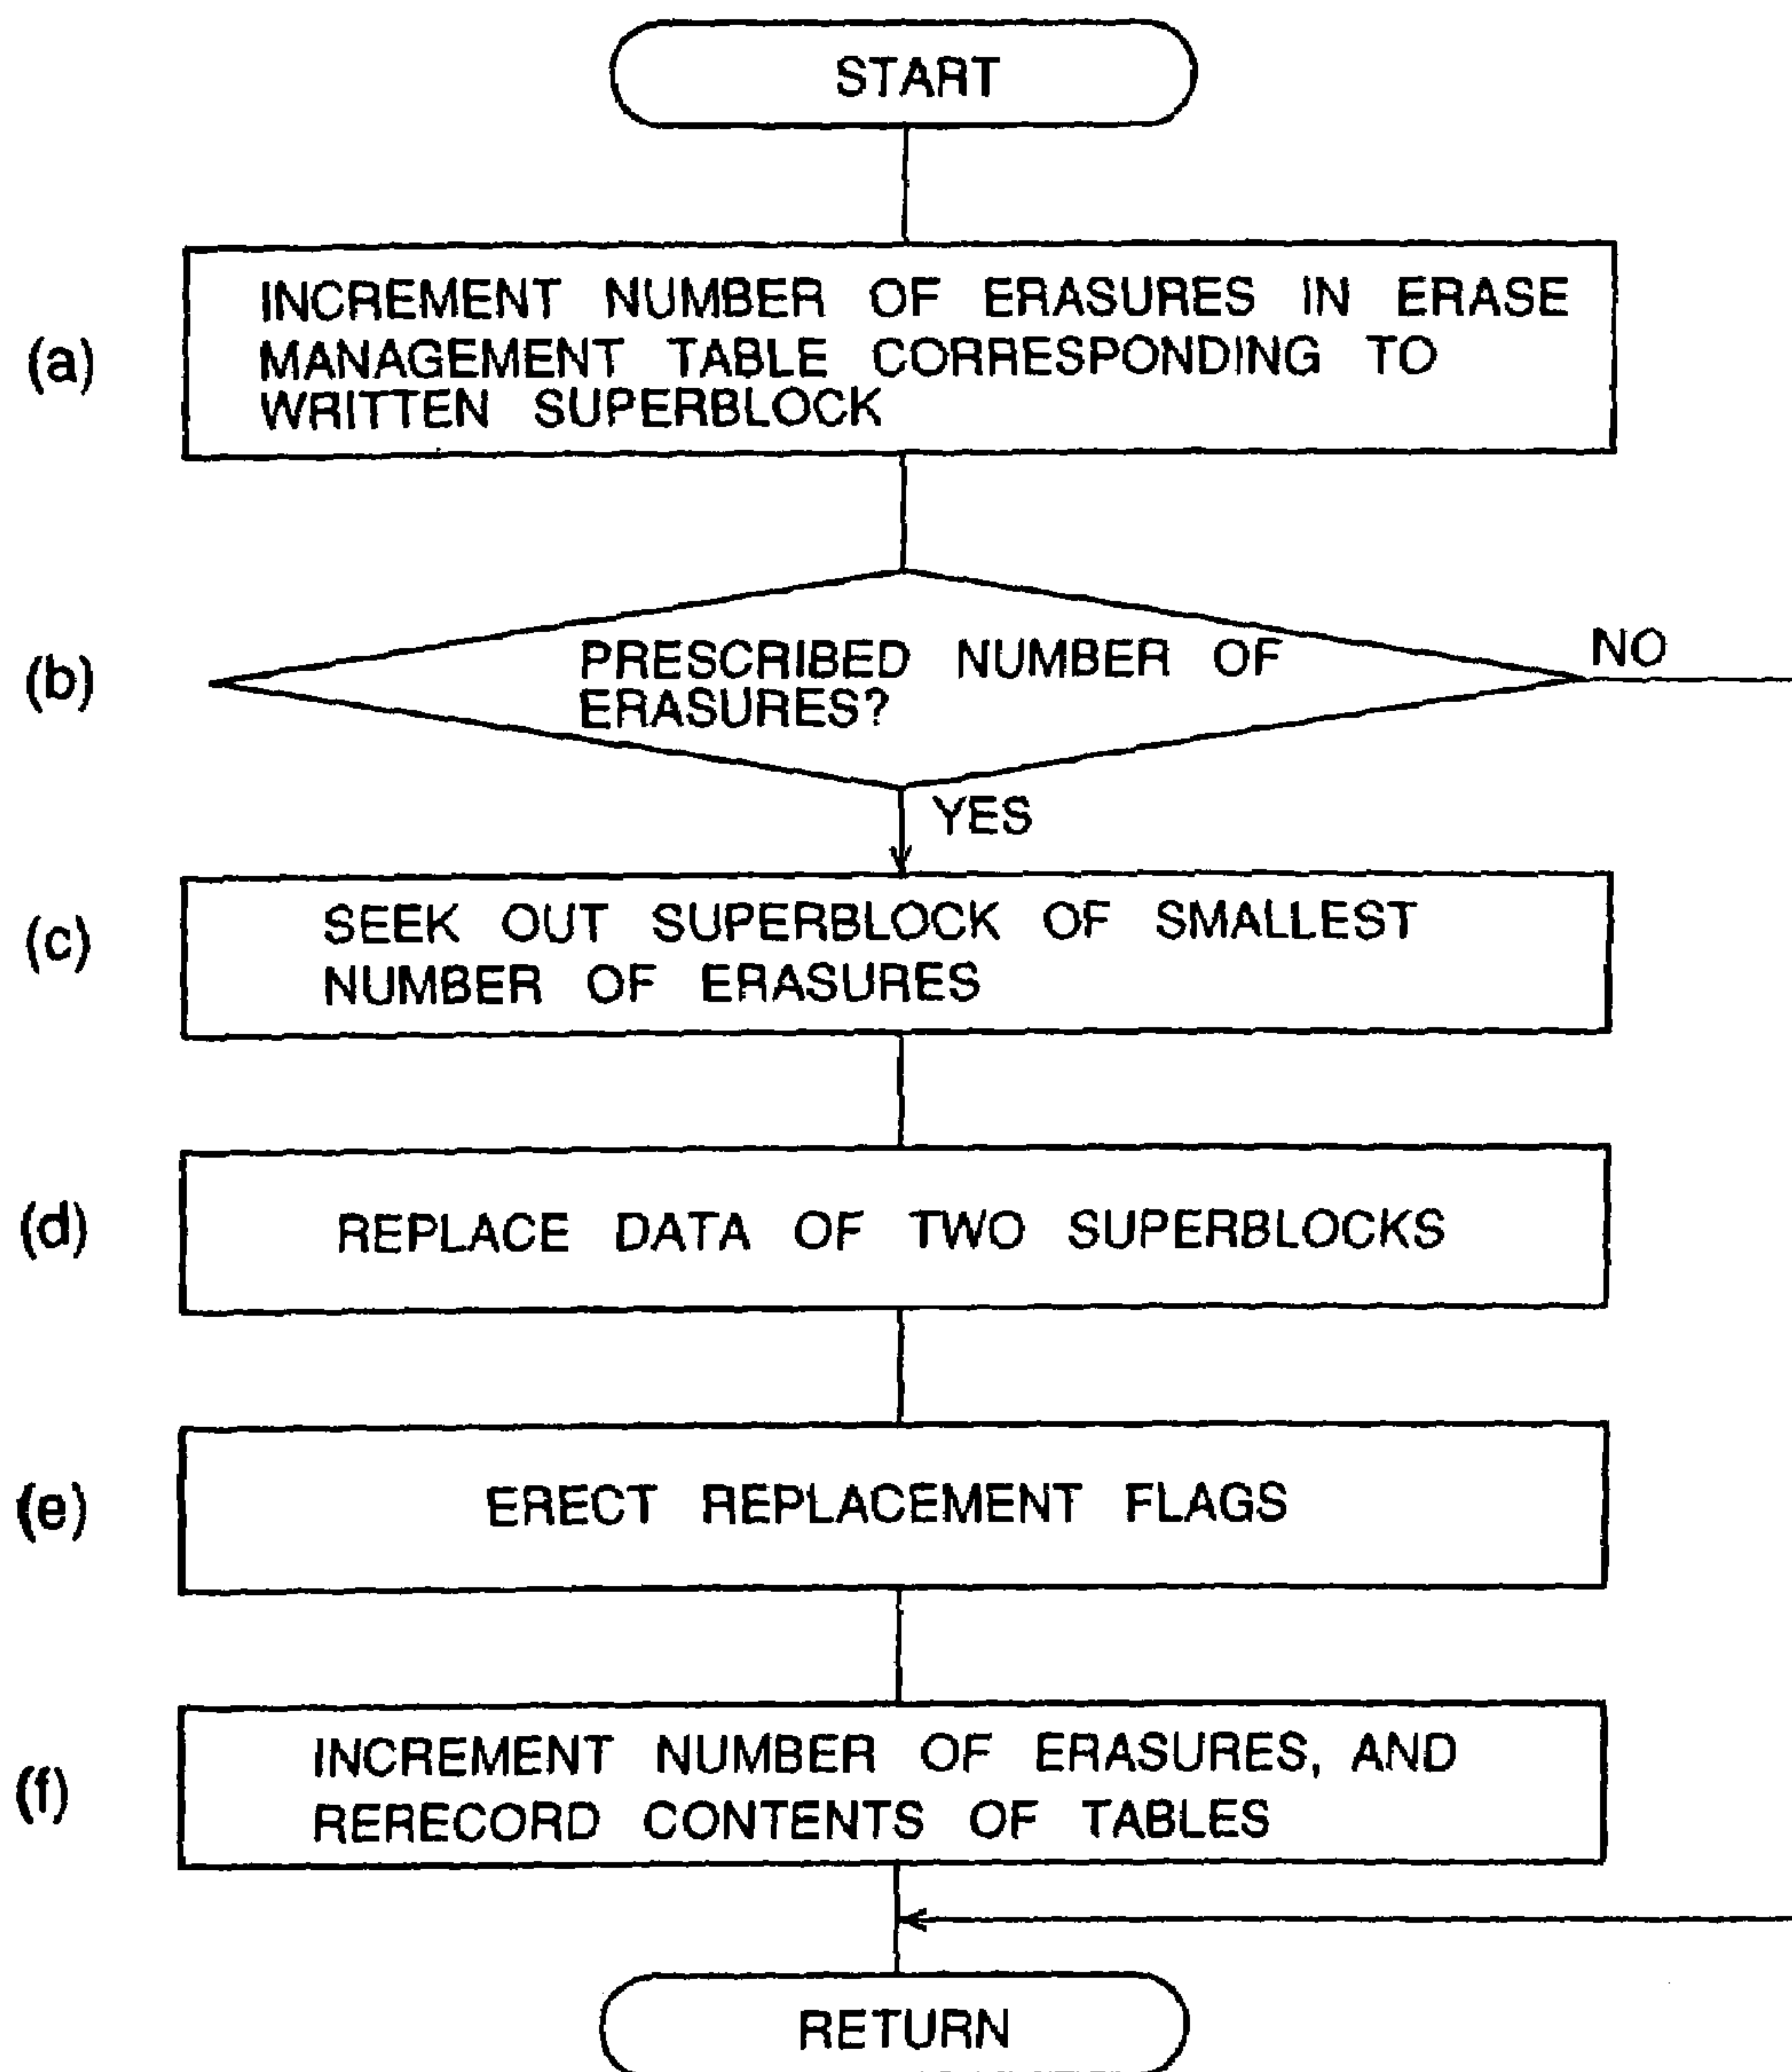 START
(a)
INCREMENT NUMBER OF ERASURES IN ERASE
MANAGEMENT TABLE CORRESPONDING TO
WRITTEN SUPERBLOCK
(b)
PRESCRIBED NUMBER OF
ERASURES?
NO
YES
(c)
SEEK OUT SUPERBLOCK OF SMALLEST
NUMBER OF ERASURES
(d)
REPLACE DATA OF TWO SUPERBLOCKS
(e)
ERECT REPLACEMENT FLAGS
(f)
INCREMENT NUMBER OF ERASURES, AND
RERECORD CONTENTS OF TABLES
RETURN